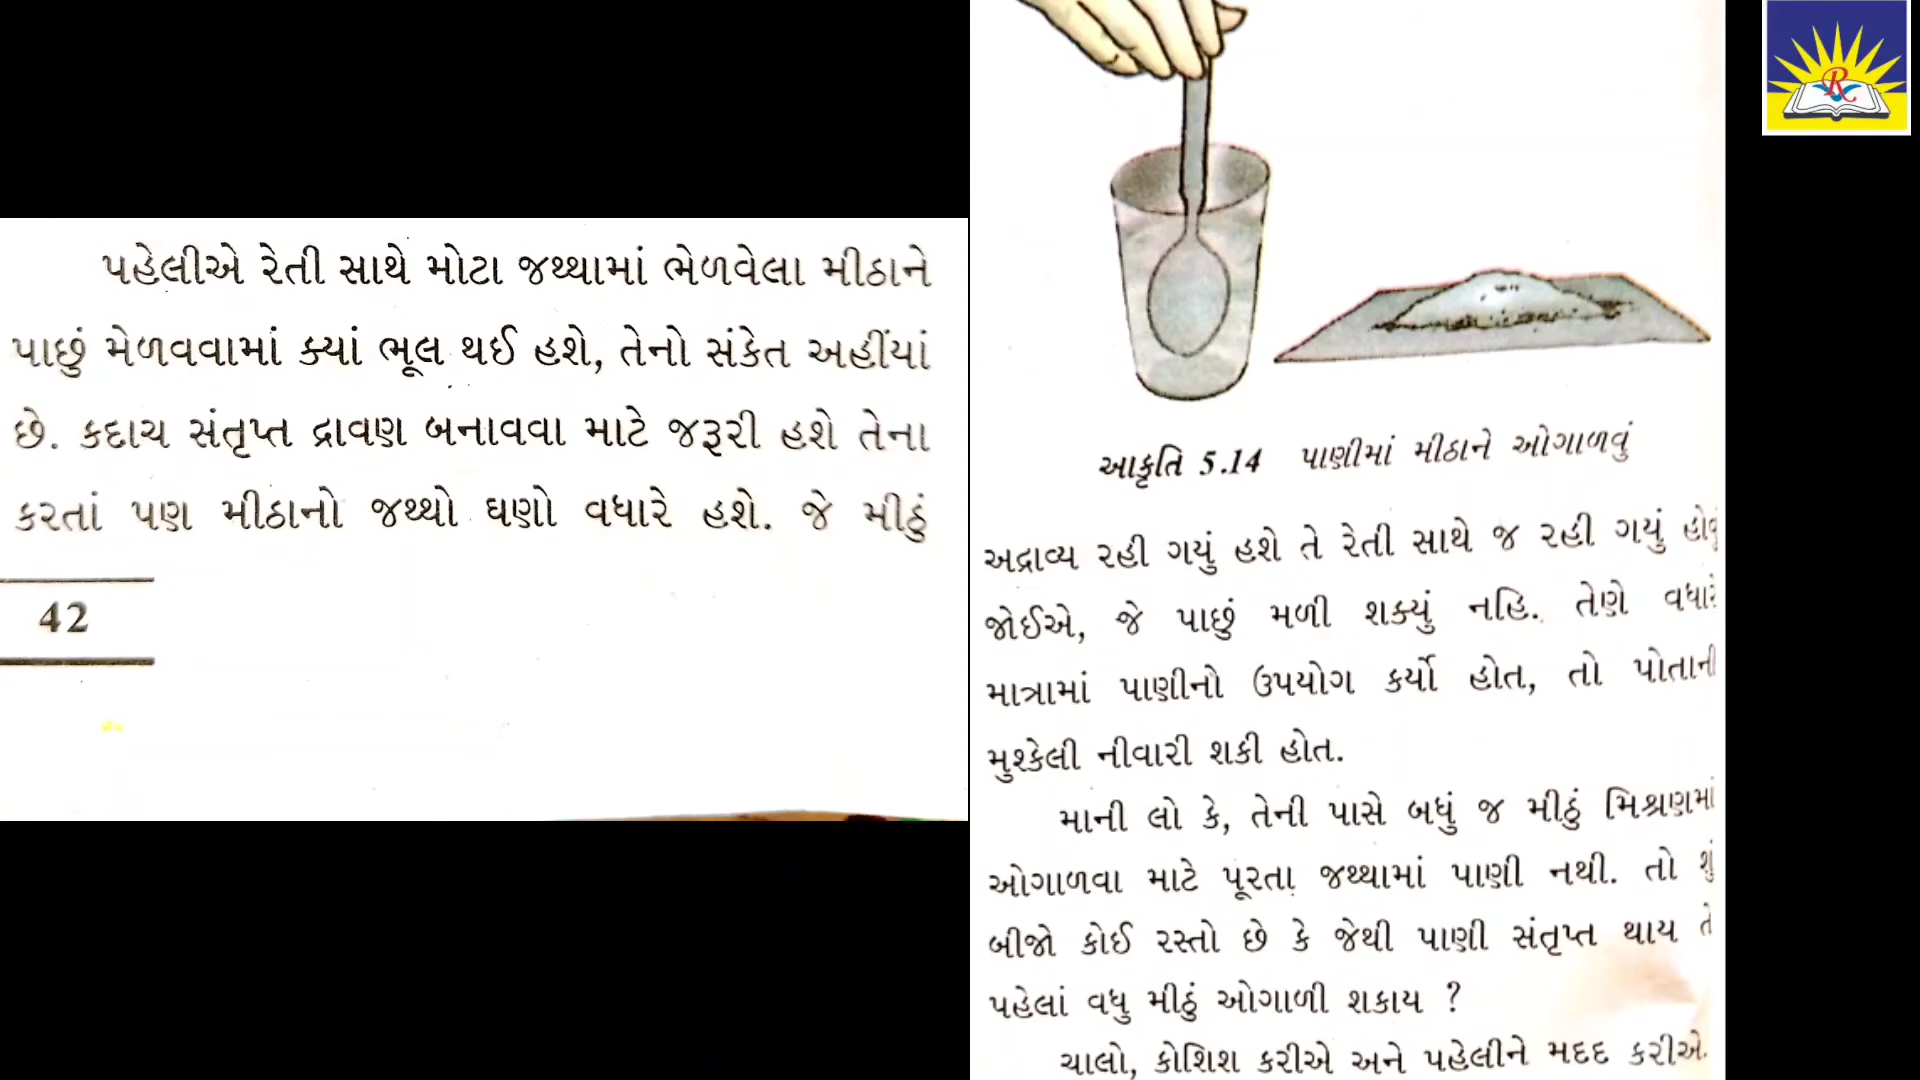 પહેલીએ રેતી સાથે મોટા જથ્થામાં ભેળવેલા મીઠાને
પાછું મેળવવામાં ક્યાં ભૂલ થઈ હશે, તેનો સંકેત અહીંયાં
છે. કદાચ સંતૃપ્ત દ્રાવણ બનાવવા માટે જરૂરી હશે તેના
કરતાં પણ મીઠાનો જથ્થો ઘણો વધારે હશે. જે મીઠું
42
આકૃતિ 5.14 પાણીમાં મીઠાને ઓગાળવું
અદ્રાવ્ય રહી ગયું હશે તે રેતી સાથે જ રહી ગયું હોવું
જોઈએ, જે પાછું મળી શક્યું નહિ. તેણે વધારે
માત્રામાં પાણીનો ઉપયોગ કર્યો હોત, તો પોતાની
મુશ્કેલી નીવારી શકી હોત.
માની લો કે, તેની પાસે બધું જ મીઠું મિશ્રણમાં
ઓગાળવા માટે પૂરતા જથ્થામાં પાણી નથી. તો શું
બીજો કોઈ રસ્તો છે કે જેથી પાણી સંતૃપ્ત થાય તે
પહેલાં વધુ મીઠું ઓગાળી શકાય ?
ચાલો, કોશિશ કરીએ અને પહેલીને મદદ કરીએ.
R